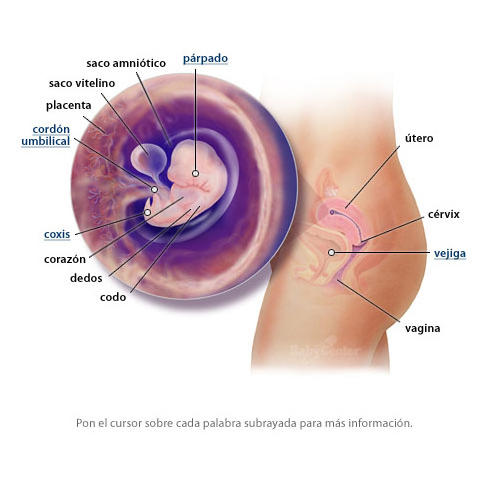 saco amniótico
párpado
saco vitelino
placenta
cordón
umbilical
coxis
corazón
dedos
codo
útero
cérvix
vejiga
vagina
BabyCenter
Pon el cursor sobre cada palabra subrayada para más información.